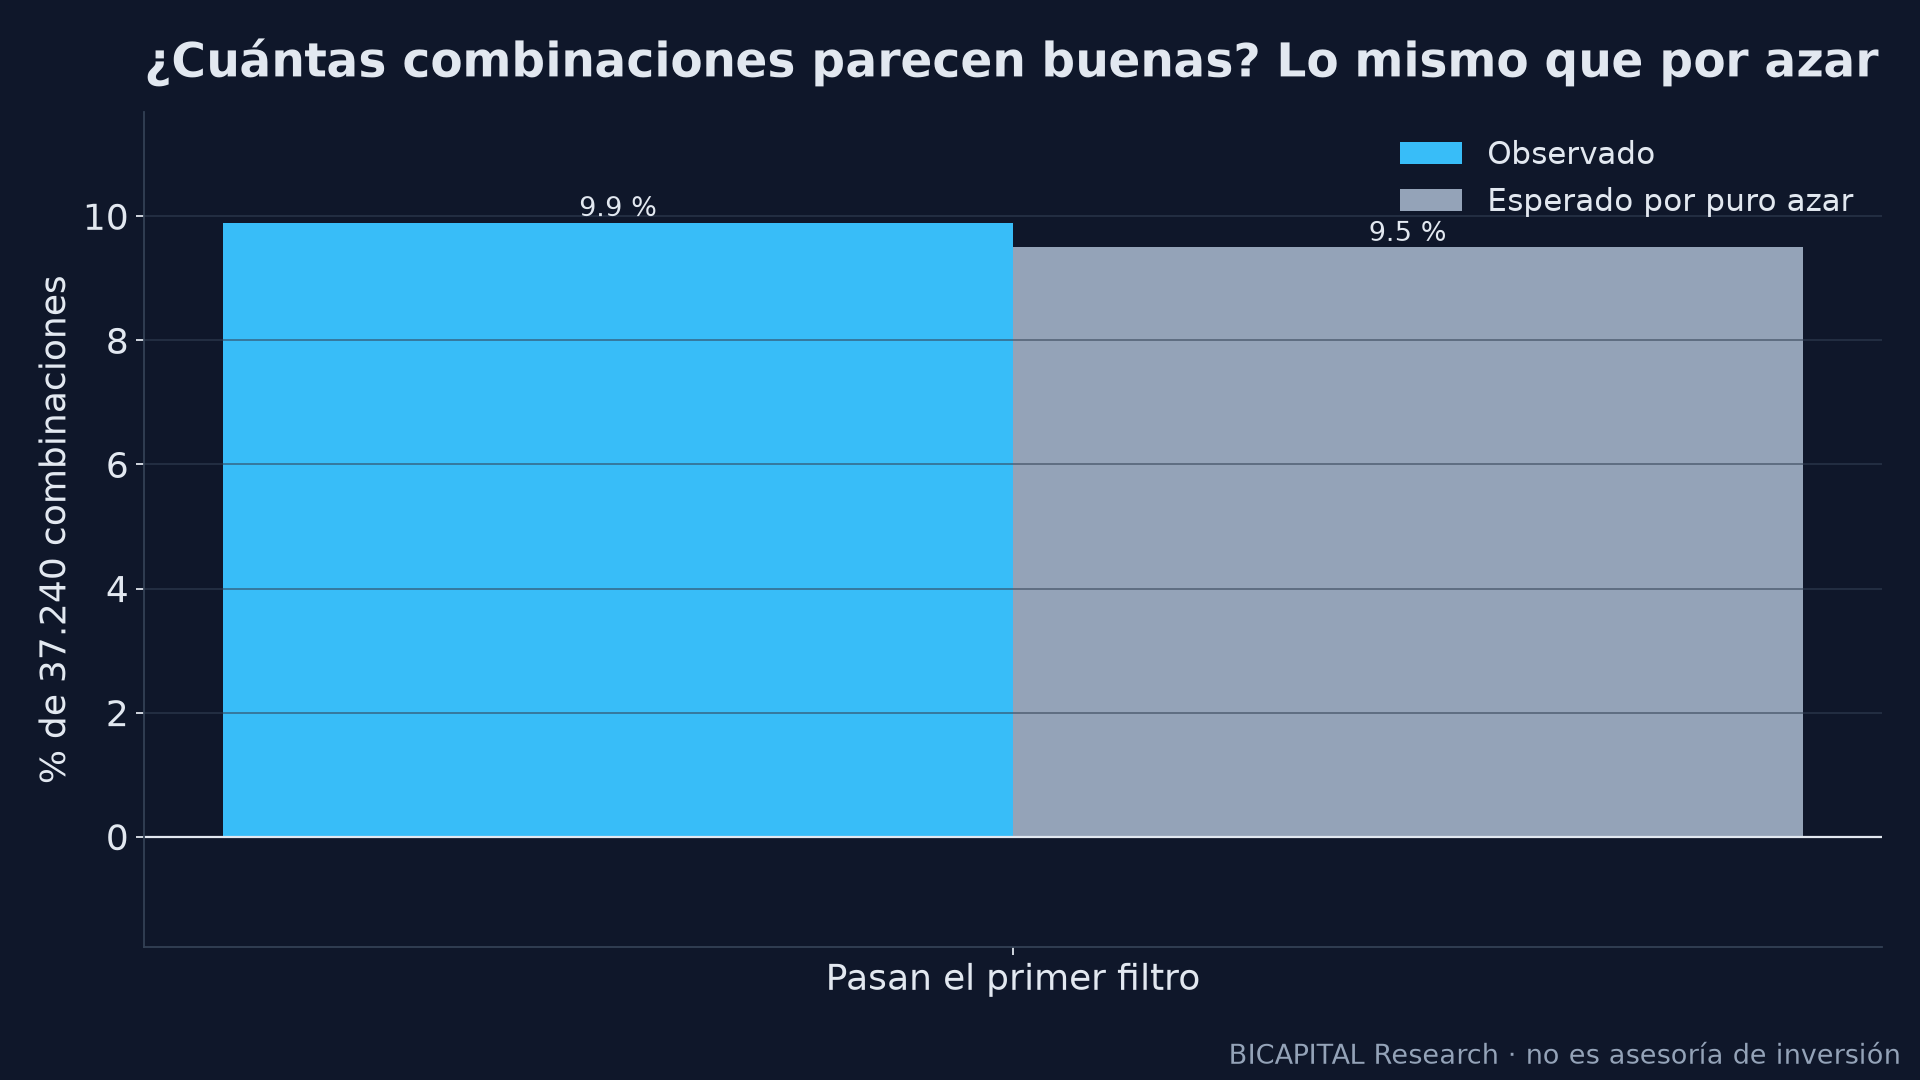 ¿Cuántas combinaciones parecen buenas? Lo mismo que por azar
Observado
Esperado por puro azar
9.9 %
9.5 %
10
8
6
4
2
0
% de 37.240 combinaciones
Pasan el primer filtro
BICAPITAL Research · no es asesoría de inversión